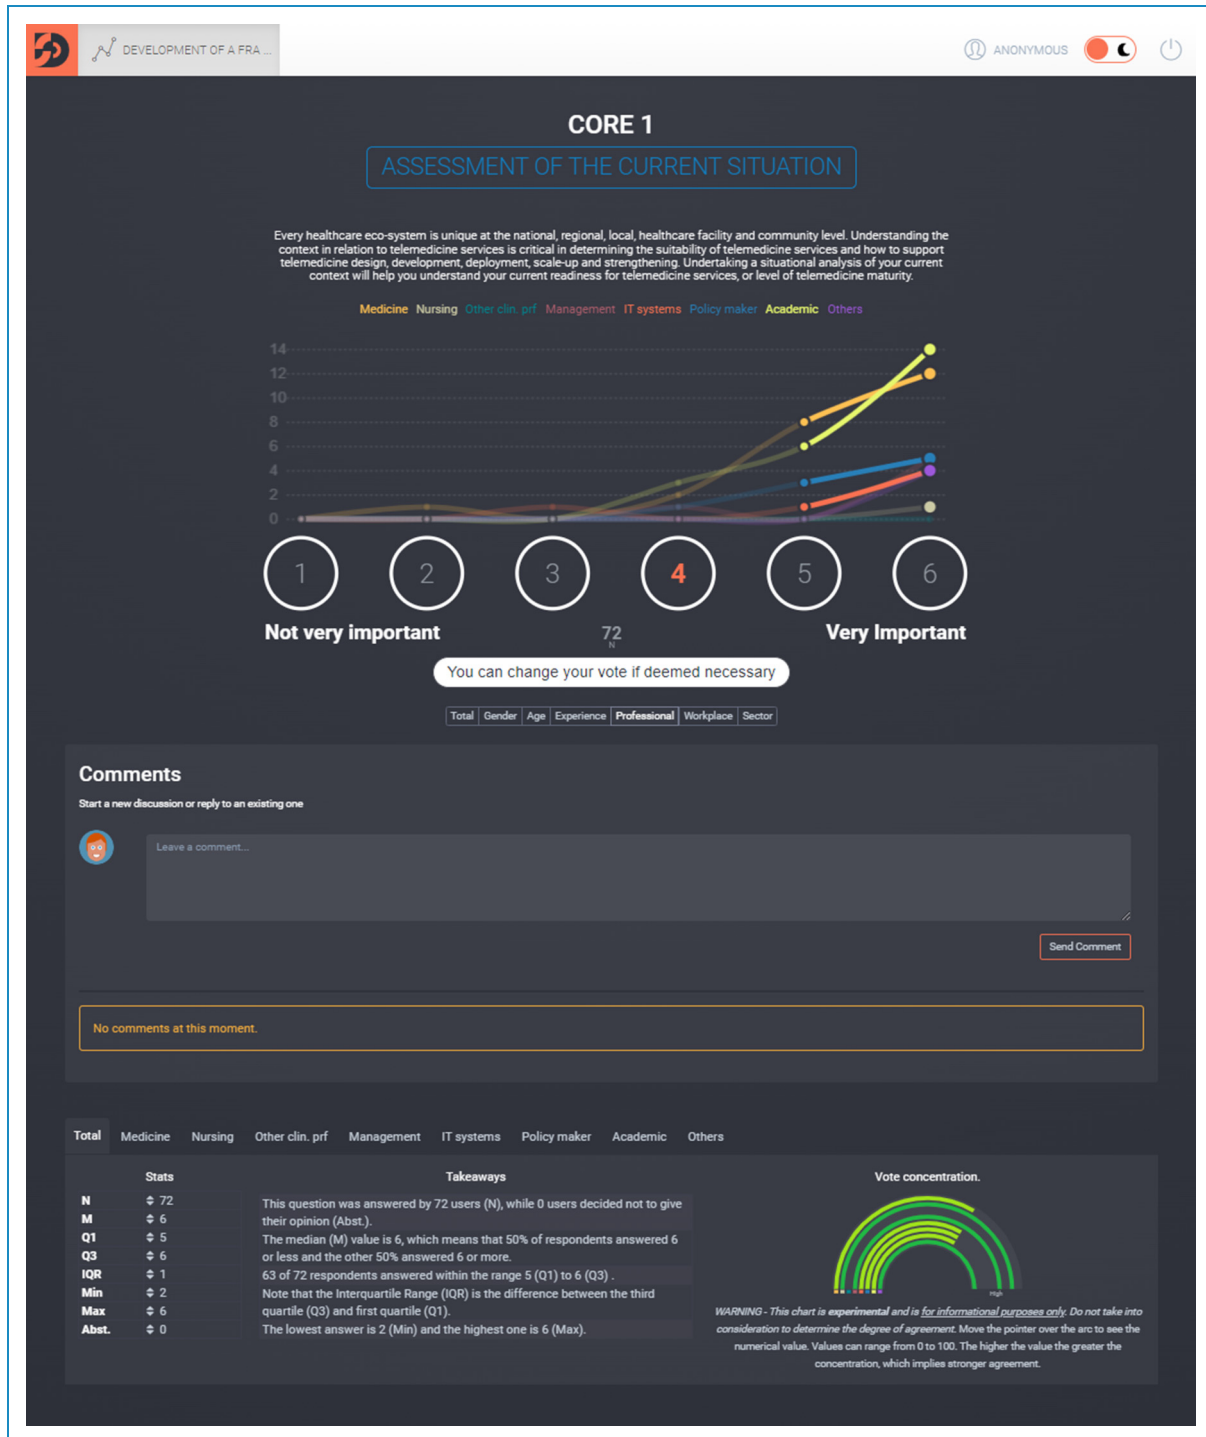 DEVELOPMENT OF A FRA ...
ANONYMOUS
CORE 1
ASSESSMENT OF THE CURRENT SITUATION
Every healthcare eco-system is unique at the national, regional, local, healthcare facility and community level. Understanding the
context in relation to telemedicine services is critical in determining the suitability of telemedicine services and how to support
telemedicine design, development, deployment, scale-up and strengthening. Undertaking a situational analysis of your current
context will help you understand your current readiness for telemedicine services, or level of telemedicine maturity.
Medicine Nursing Other clin. prf Management IT systems Policy maker Academic Others
14
12
10
8
6
4
2
0
1 2 3 4 5 6
Not very important 72 Very Important
N
You can change your vote if deemed necessary
Total Gender Age Experience Professional Workplace Sector
Comments
Start a new discussion or reply to an existing one
Leave a comment...
Send Comment
No comments at this moment.
Total Medicine Nursing Other clin. prf Management IT systems Policy maker Academic Others
Stats
N 72
M 6
Q1 5
Q3 6
IQR 1
Min 2
Max 6
Abst. 0
Takeaways
This question was answered by 72 users (N), while 0 users decided not to give
their opinion (Abst.).
The median (M) value is 6, which means that 50% of respondents answered 6
or less and the other 50% answered 6 or more.
63 of 72 respondents answered within the range 5 (Q1) to 6 (Q3) .
Note that the Interquartile Range (IQR) is the difference between the third
quartile (Q3) and first quartile (Q1).
The lowest answer is 2 (Min) and the highest one is 6 (Max).
Vote concentration.
High
WARNING - This chart is experimental and is for informational purposes only. Do not take into
consideration to determine the degree of agreement. Move the pointer over the arc to see the
numerical value. Values can range from 0 to 100. The higher the value the greater the
concentration, which implies stronger agreement.